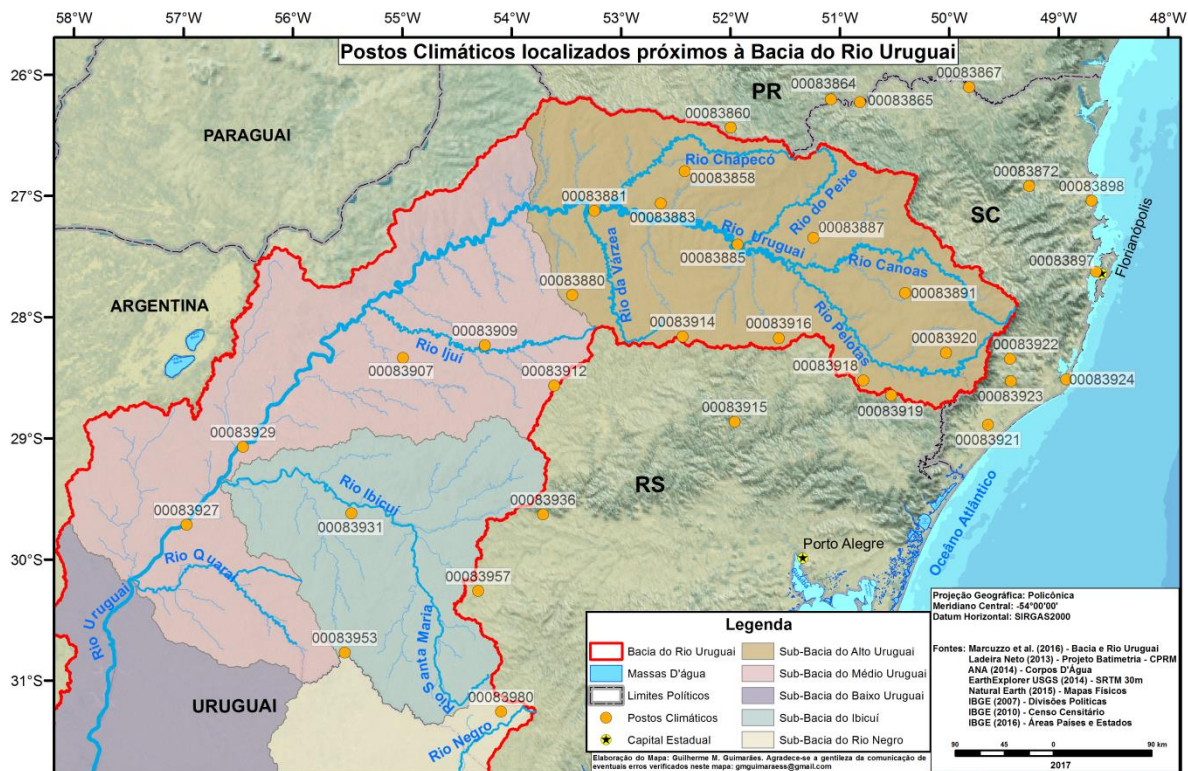 58°W 57°W 56°W 55°W 54°W 53°W 52°W 51°W 50°W 49°W 48°W
Postos Climáticos localizados próximos à Bacia do Rio Uruguai
26°S
27°S
28°S
29°S
30°S
31°S
00083867
00083864
00083865
PR
00083860
PARAGUAI
Rio Chapecó
00083858
00083872
00083898
00083881
00083883
Rio do Peixe
SC
Rio Uruguai
00083887
00083885
Florianópolis
00083897
Rio da Várzea
Rio Canoas
00083880
00083891
ARGENTINA
Rio Pelotas
00083909
00083914
00083916
00083920
00083922
Rio Ijuí
00083907
00083912
00083918
00083924
00083923
00083919
00083915
00083921
00083929
RS
Rio Ibicuí
00083936
00083927
00083931
Oceâno Atlântico
Rio Quaraí
Porto Alegre
00083957
Rio Uruguai
00083953
Rio Santa Maria
URUGUAI
00083980
Rio Negro
Legenda
Bacia do Rio Uruguai
Massas D'água
Limites Políticos
Postos Climáticos
Capital Estadual
Sub-Bacia do Alto Uruguai
Sub-Bacia do Médio Uruguai
Sub-Bacia do Baixo Uruguai
Sub-Bacia do Ibicuí
Sub-Bacia do Rio Negro
Elaboração do Mapa: Guilherme M. Guimarães. Agradece-se a gentileza da comunicação de
eventuais erros verificados neste mapa: gmguimaraess@gmail.com
Projeção Geográfica: Policônica
Meridiano Central: -54°00'00'
Datum Horizontal: SIRGAS2000
Fontes: Marcuzzo et al. (2016) - Bacia e Rio Uruguai
Ladeira Neto (2013) - Projeto Batimetria - CPRM
ANA (2014) - Corpos D'Água
EarthExplorer USGS (2014) - SRTM 30m
Natural Earth (2015) - Mapas Físicos
IBGE (2007) - Divisões Políticas
IBGE (2010) - Censo Censitário
IBGE (2016) - Áreas Países e Estados
90 45 0 90 km
2017